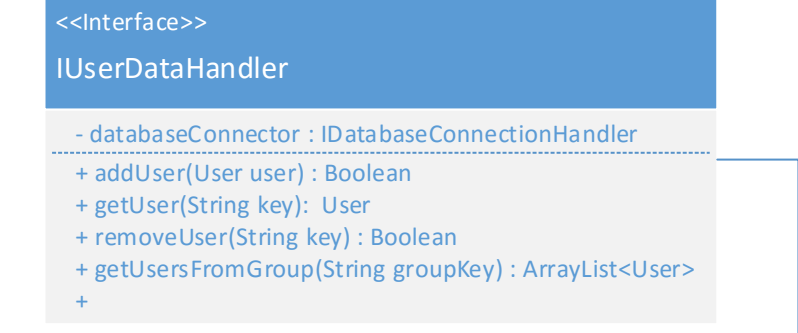 <<Interface>>
IUserDataHandler
- databaseConnector : IDatabaseConnectionHandler
+ addUser(User user) : Boolean
+ getUser(String key): User
+ removeUser(String key) : Boolean
+ getUsersFromGroup(String groupKey) : ArrayList<User>
+